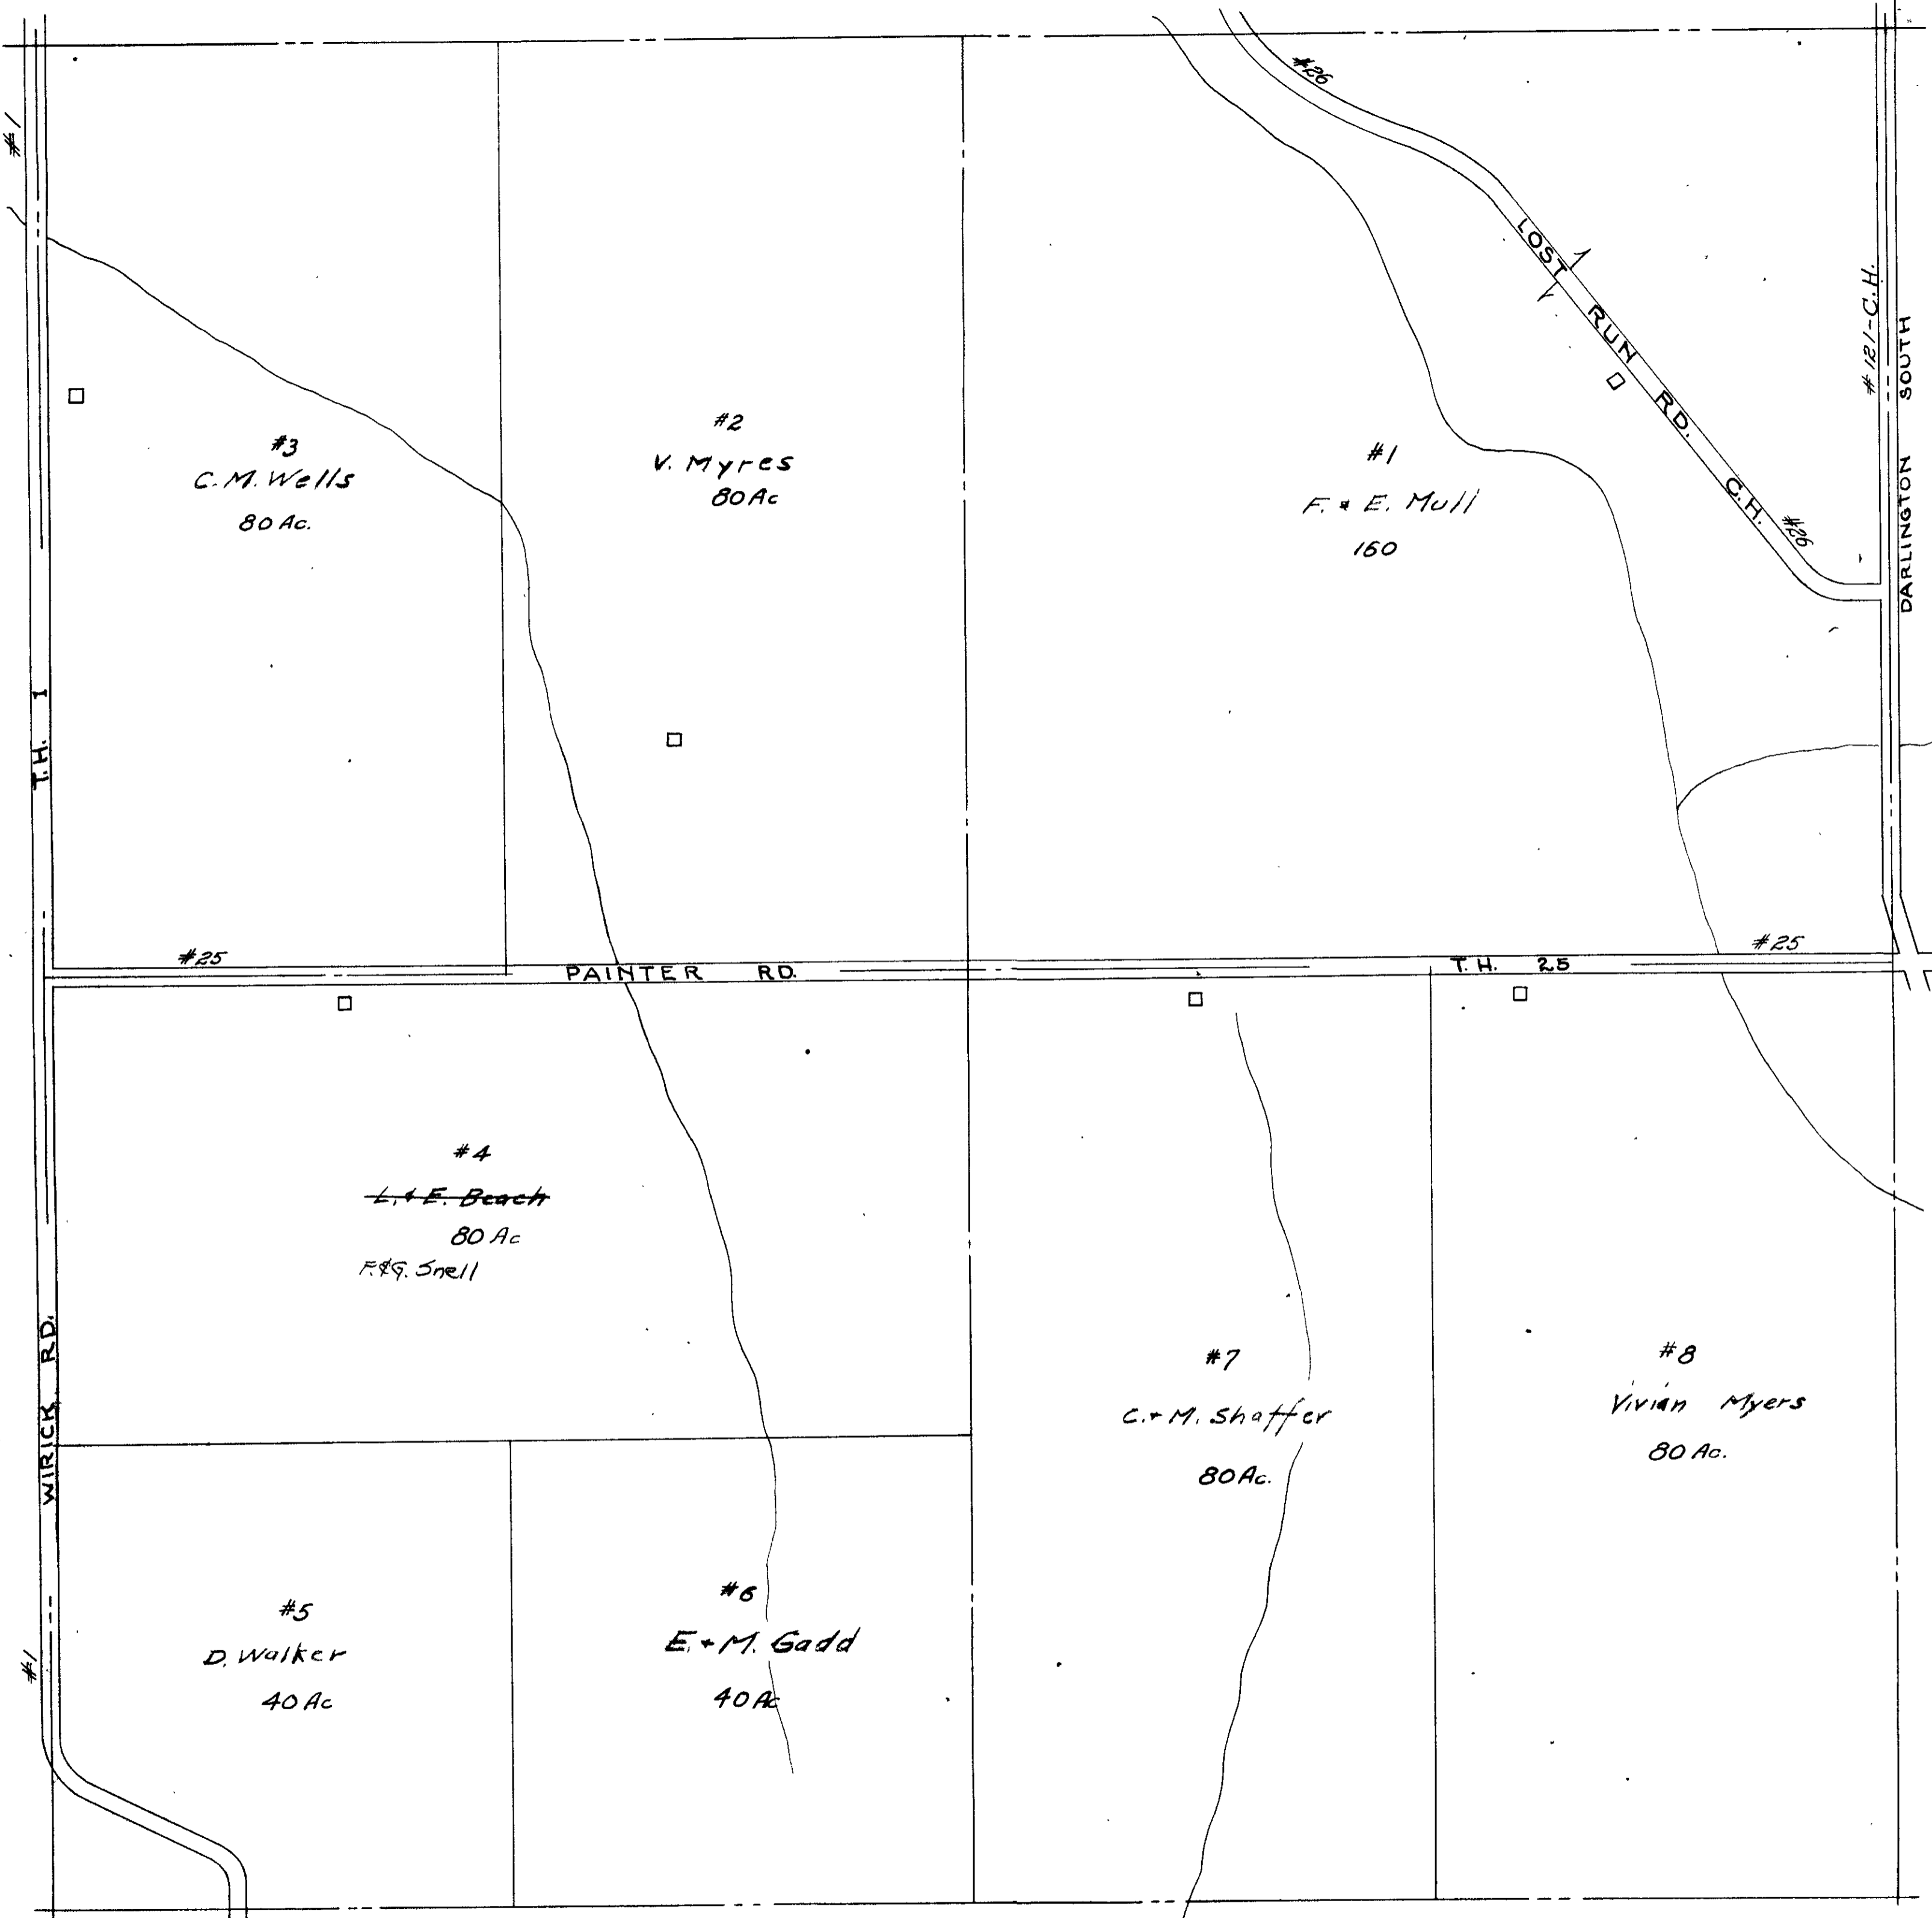 #1
#26
LOST RUN RD. C.H.
#26
#121-C.H.
DARLINGTON SOUTH
#3
C.M. Wells
80 Ac.
#2
V. Myres
80 Ac
#1
F. & E. Mull
160
T.H. 1
#25
PAINTER RD.
T.H. 25
#25
#4
L. & E. Beach
80 Ac
F.&G. Snell
WIRICK RD.
#7
C. + M. Shaffer
80 Ac.
#8
Vivian Myers
80 Ac.
#5
D. Walker
40 Ac
#6
E. + M. Gadd
40 Ac
#1